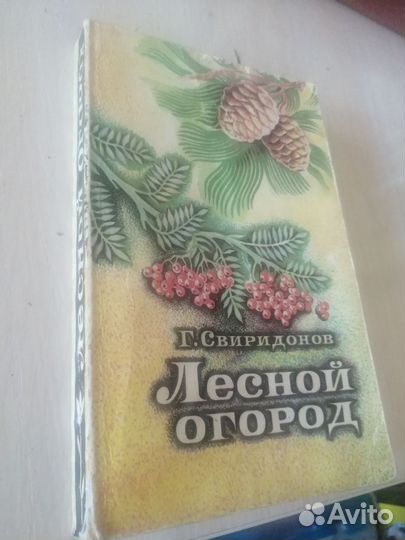 Г. Свиридонов
Лесной
огород
Лесной огород
Avito